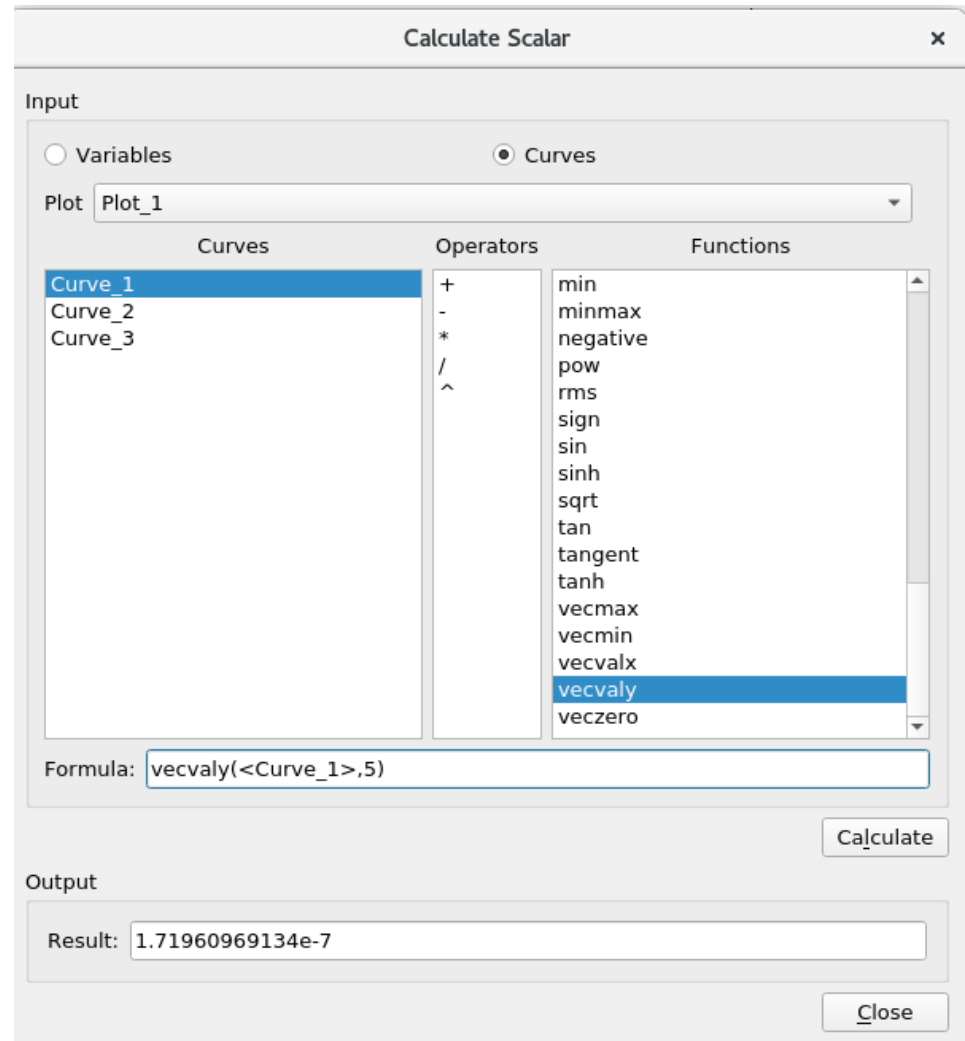 Calculate Scalar ×
Input
Variables Curves
Plot Plot_1
Curves Operators Functions
Curve_1 + min
Curve_2 - minmax
Curve_3 * negative
/ pow
^ rms
sign
sin
sinh
sqrt
tan
tangent
tanh
vecmax
vecmin
vecvalx
vecvaly
veczero
Formula: vecvaly(<Curve_1>,5)
Calculate
Output
Result: 1.71960969134e-7
Close